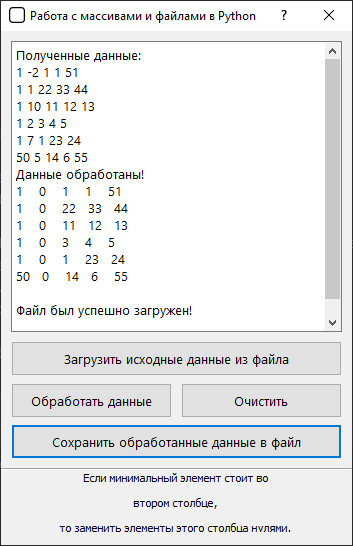 Работа с массивами и файлами в Python
Полученные данные:
1 -2 1 1 51
1 1 22 33 44
1 10 11 12 13
1 2 3 4 5
1 7 1 23 24
50 5 14 6 55
Данные обработаны!
1 0 1 1 51
1 0 22 33 44
1 0 11 12 13
1 0 3 4 5
1 0 1 23 24
50 0 14 6 55
Файл был успешно загружен!
Загрузить исходные данные из файла
Обработать данные
Очистить
Сохранить обработанные данные в файл
Если минимальный элемент стоит во
втором столбце,
то заменить элементы этого столбца нулями.